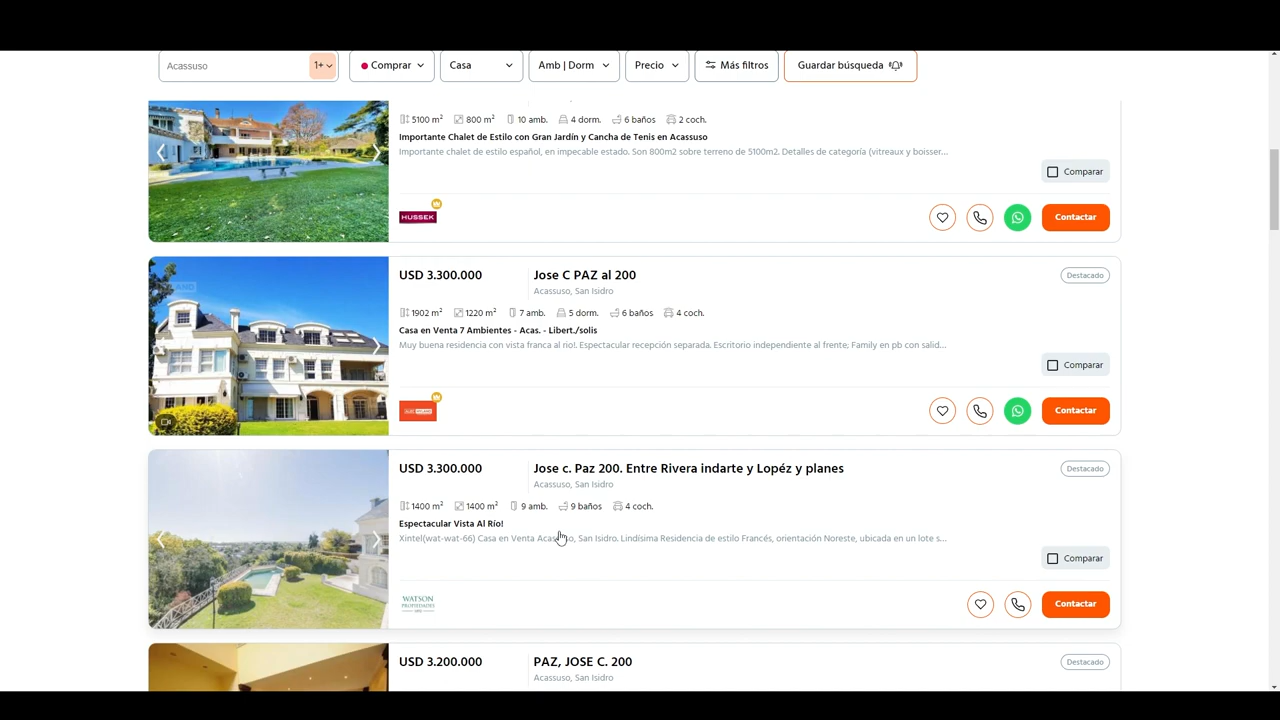 Acassuso 1+ Comprar Casa Amb | Dorm Precio Más filtros Guardar búsqueda
5100 m² 800 m² 10 amb. 4 dorm. 6 baños 2 coch.
Importante Chalet de Estilo con Gran Jardín y Cancha de Tenis en Acassuso
Importante chalet de estilo español, en impecable estado. Son 800m2 sobre terreno de 5100m2. Detalles de categoría (vitreaux y boisser...
Comparar
HUSSEK
Contactar
USD 3.300.000 Jose C PAZ al 200 Destacado
Acassuso, San Isidro
1902 m² 1220 m² 7 amb. 5 dorm. 6 baños 4 coch.
Casa en Venta 7 Ambientes - Acas. - Libert./solis
Muy buena residencia con vista franca al rio!. Espectacular recepción separada. Escritorio independiente al frente; Family en pb con salid...
Comparar
Contactar
USD 3.300.000 Jose c. Paz 200. Entre Rivera indarte y Lopéz y planes Destacado
Acassuso, San Isidro
1400 m² 1400 m² 9 amb. 9 baños 4 coch.
Espectacular Vista Al Río!
Xintel(wat-wat-66) Casa en Venta Acassuso, San Isidro. Lindísima Residencia de estilo Francés, orientación Noreste, ubicada en un lote s...
Comparar
WATSON
PROPIEDADES
Contactar
USD 3.200.000 PAZ, JOSE C. 200 Destacado
Acassuso, San Isidro